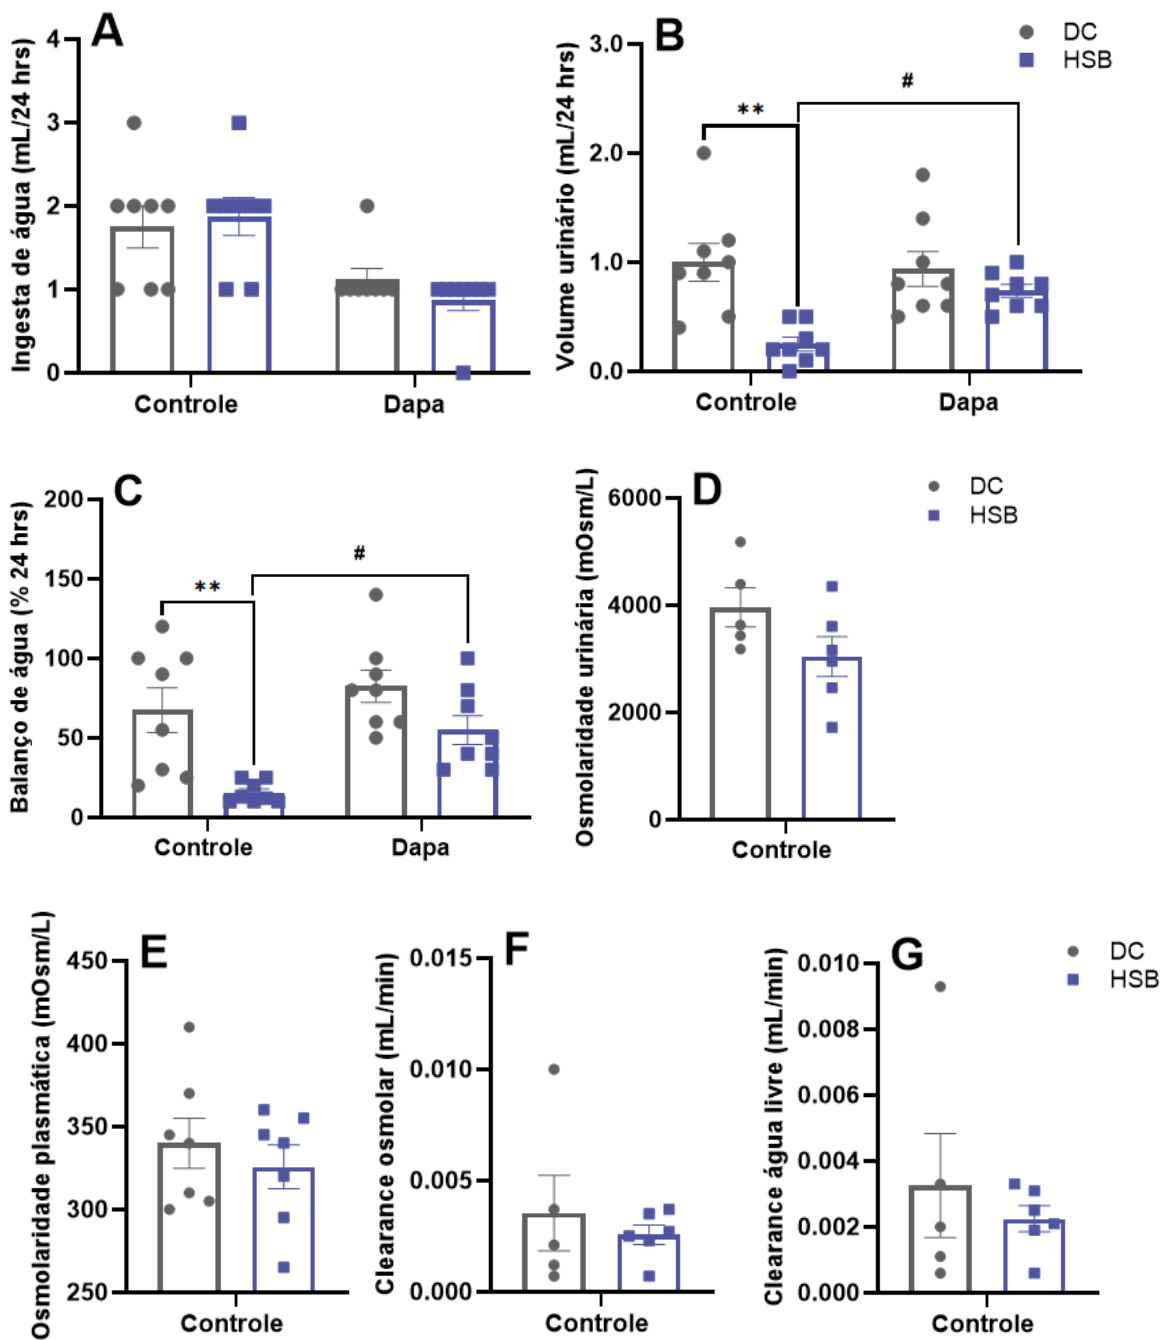 A
Ingesta de água (mL/24 hrs)
4
3
2
1
0
Controle
Dapa
B
Volume urinário (mL/24 hrs)
3.0
2.0
1.0
0.0
**
#
Controle
Dapa
DC
HSB
C
Balanço de água (% 24 hrs)
200
150
100
50
0
**
#
Controle
Dapa
D
Osmolaridade urinária (mOsm/L)
6000
4000
2000
0
Controle
DC
HSB
E
Osmolaridade plasmática (mOsm/L)
450
400
350
300
250
Controle
F
Clearance osmolar (mL/min)
0.015
0.010
0.005
0.000
Controle
G
Clearance água livre (mL/min)
0.010
0.008
0.006
0.004
0.002
0.000
Controle
DC
HSB